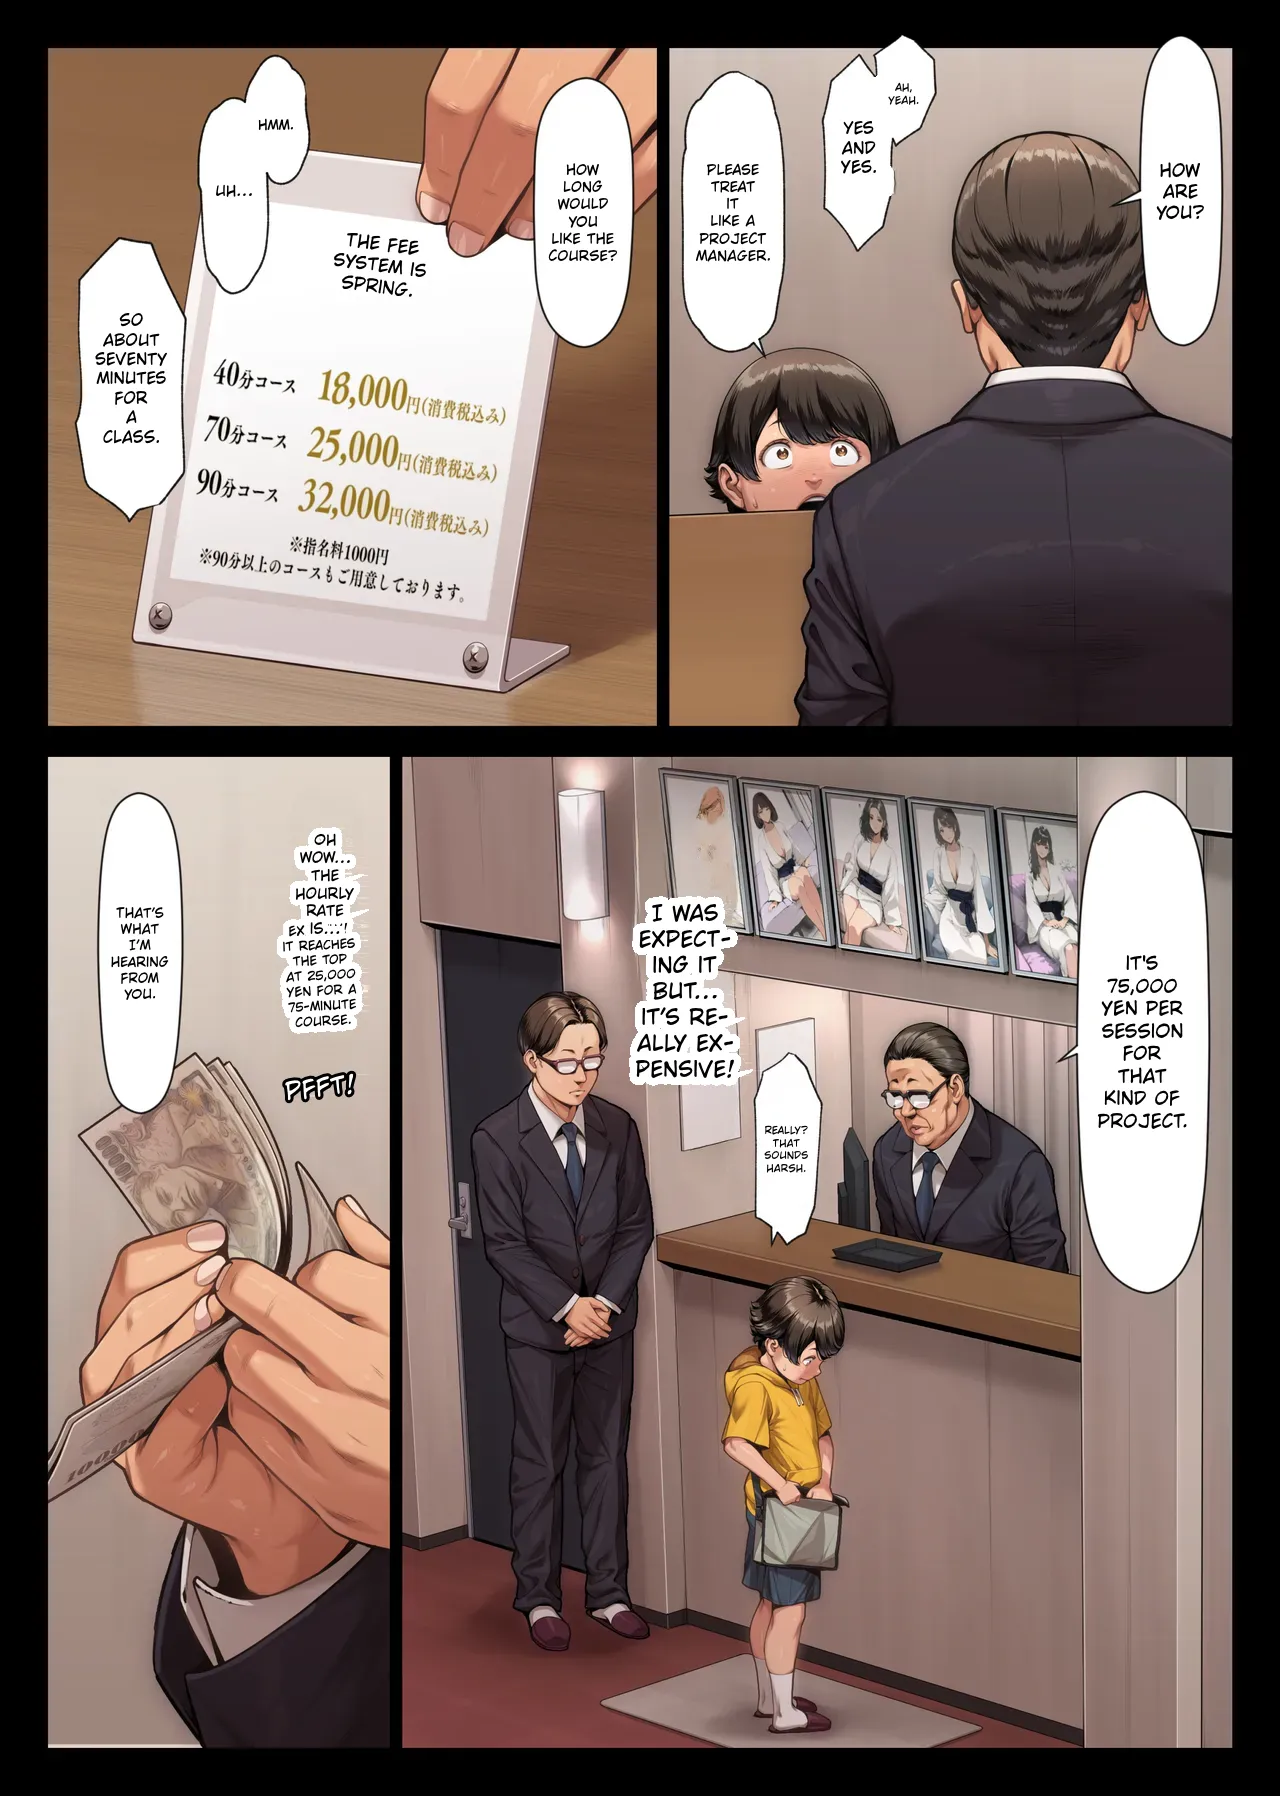 HOW
ARE
YOU?
AH,
YEAH.
YES
AND
YES.
PLEASE
TREAT
IT
LIKE A
PROJECT
MANAGER.
HOW
LONG
WOULD
YOU
LIKE THE
COURSE?
HMM.
UH...
THE FEE
SYSTEM IS
SPRING.
40分コース 18,000円(消費税込み)
70分コース 25,000円(消費税込み)
90分コース 32,000円(消費税込み)
※指名料1000円
※90分以上のコースもご用意しております。
SO
ABOUT
SEVENTY
MINUTES
FOR
A
CLASS.
IT'S
75,000
YEN PER
SESSION
FOR
THAT
KIND OF
PROJECT.
I WAS
EXPECT-
ING IT
BUT...
IT'S RE-
ALLY EX-
PENSIVE!
REALLY?
THAT
SOUNDS
HARSH.
OH
WOW...
THE
HOURLY
RATE
EX IS...!
IT REACHES
THE TOP
AT 25,000
YEN FOR A
75-MINUTE
COURSE.
PFFT!
THAT'S
WHAT
I'M
HEARING
FROM
YOU.
10000